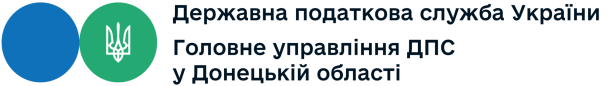 Державна податкова служба України
Головне управління ДПС
у Донецькій області